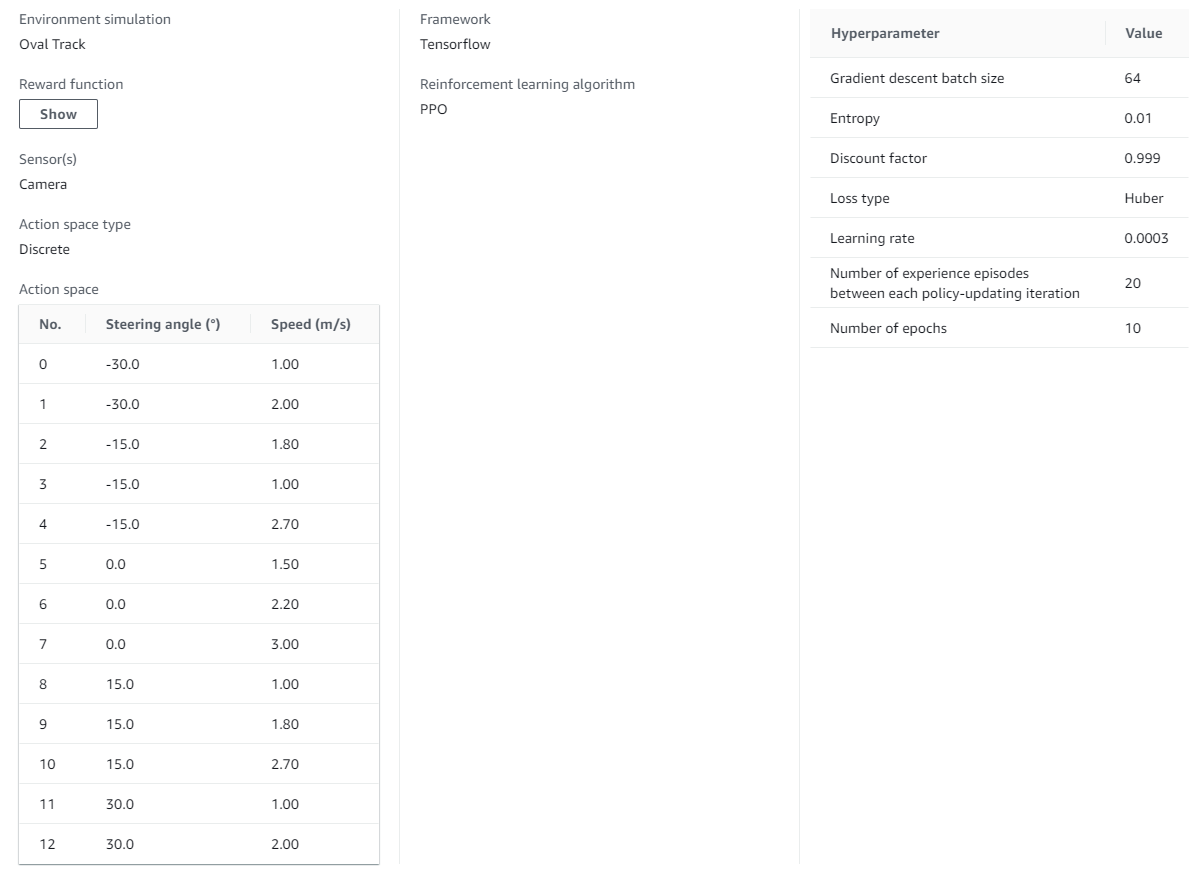 Environment simulation
Oval Track
Reward function
Show
Sensor(s)
Camera
Action space type
Discrete
Action space
No. Steering angle (°) Speed (m/s)
0 -30.0 1.00
1 -30.0 2.00
2 -15.0 1.80
3 -15.0 1.00
4 -15.0 2.70
5 0.0 1.50
6 0.0 2.20
7 0.0 3.00
8 15.0 1.00
9 15.0 1.80
10 15.0 2.70
11 30.0 1.00
12 30.0 2.00
Framework
Tensorflow
Reinforcement learning algorithm
PPO
Hyperparameter Value
Gradient descent batch size 64
Entropy 0.01
Discount factor 0.999
Loss type Huber
Learning rate 0.0003
Number of experience episodes
between each policy-updating iteration 20
Number of epochs 10